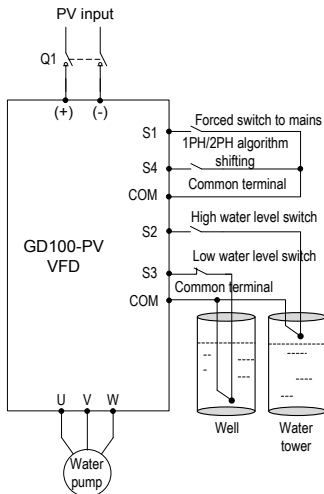 PV input
Q1
(+) (-)
S1 Forced switch to mains
1PH/2PH algorithm
shifting
S4
Common terminal
COM
High water level switch
S2
GD100-PV
VFD
Low water level switch
S3
Common terminal
COM
U V W
Water
pump
Well
Water
tower